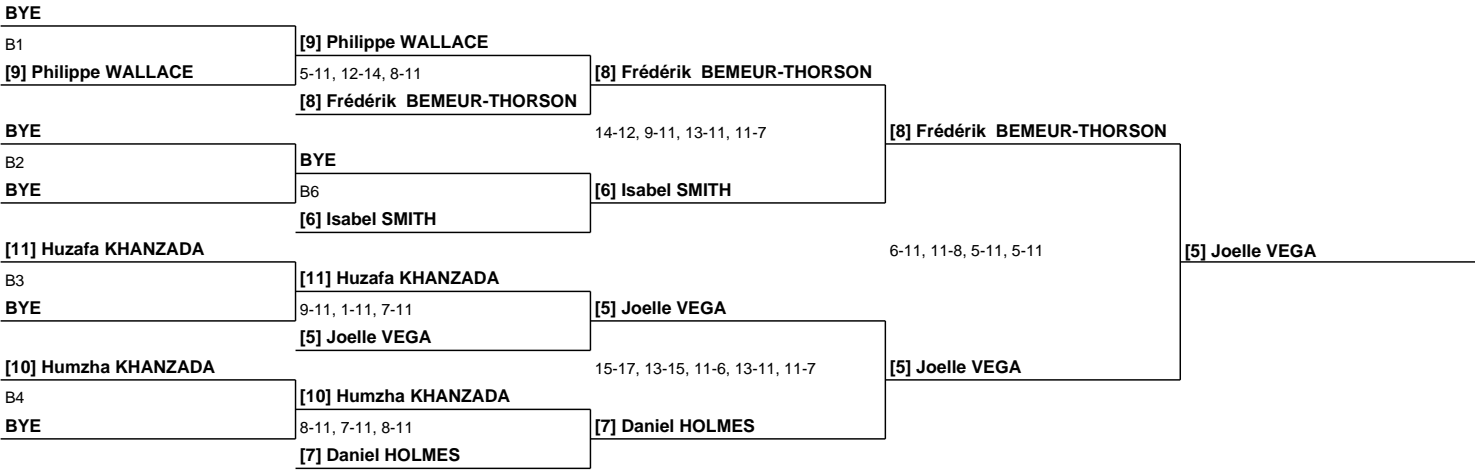 BYE
B1
[9] Philippe WALLACE
[9] Philippe WALLACE
5-11, 12-14, 8-11
[8] Frédérik BEMEUR-THORSON
[8] Frédérik BEMEUR-THORSON
BYE
14-12, 9-11, 13-11, 11-7
[8] Frédérik BEMEUR-THORSON
B2
BYE
BYE
B6
[6] Isabel SMITH
[6] Isabel SMITH
[11] Huzafa KHANZADA
6-11, 11-8, 5-11, 5-11
[5] Joelle VEGA
B3
[11] Huzafa KHANZADA
BYE
9-11, 1-11, 7-11
[5] Joelle VEGA
[5] Joelle VEGA
[10] Humzha KHANZADA
15-17, 13-15, 11-6, 13-11, 11-7
[5] Joelle VEGA
B4
[10] Humzha KHANZADA
BYE
8-11, 7-11, 8-11
[7] Daniel HOLMES
[7] Daniel HOLMES